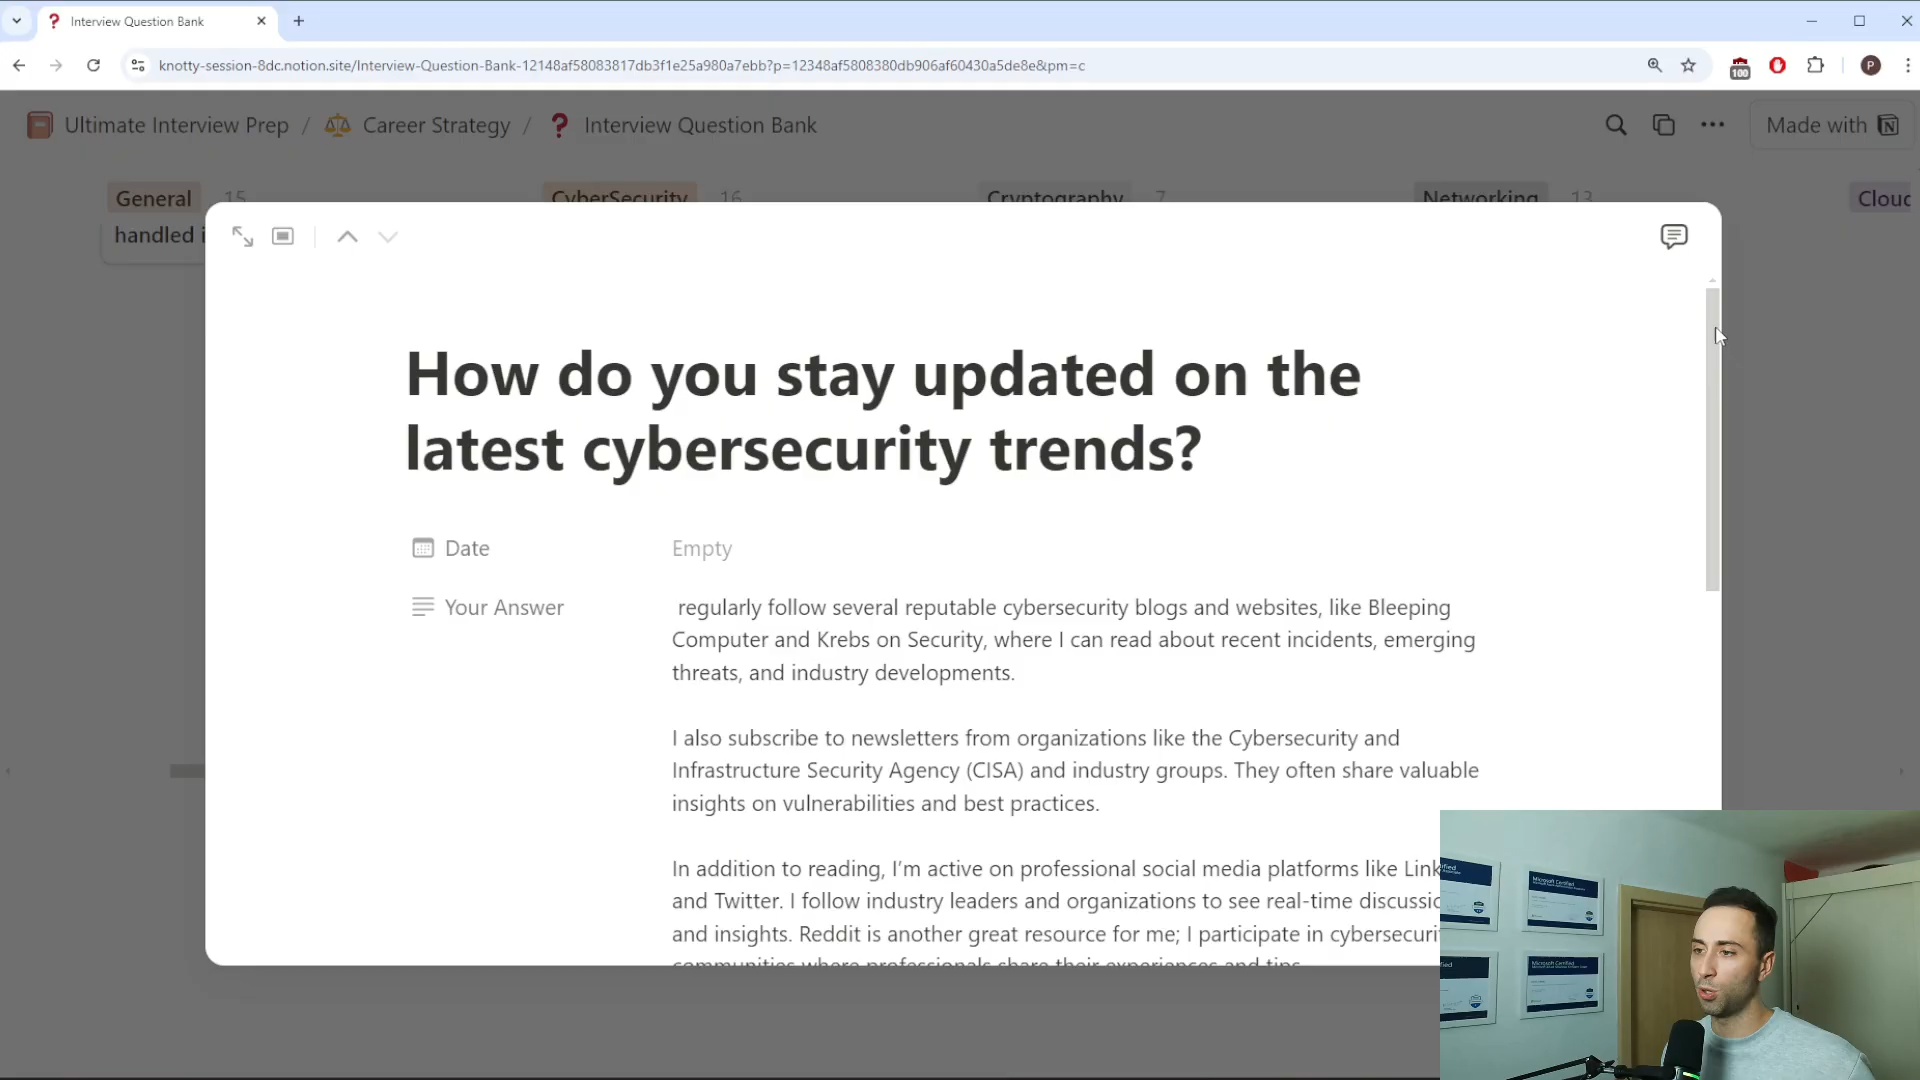 Interview Question Bank
knotty-session-8dc.notion.site/Interview-Question-Bank-12148af58083817db3f1e25a980a7ebb?p=12348af5808380db906af60430a5de8e&pm=c
100
P
Ultimate Interview Prep / Career Strategy / Interview Question Bank
Made with
General 15 CyberSecurity 16 Cryptography 7 Networking 13 Cloud
handled i
How do you stay updated on the
latest cybersecurity trends?
Date Empty
Your Answer regularly follow several reputable cybersecurity blogs and websites, like Bleeping
Computer and Krebs on Security, where I can read about recent incidents, emerging
threats, and industry developments.
I also subscribe to newsletters from organizations like the Cybersecurity and
Infrastructure Security Agency (CISA) and industry groups. They often share valuable
insights on vulnerabilities and best practices.
In addition to reading, I'm active on professional social media platforms like Link
and Twitter. I follow industry leaders and organizations to see real-time discussio
and insights. Reddit is another great resource for me; I participate in cybersecuri
communities where professionals share their experiences and tips.
Microsoft Certified
Microsoft Certified